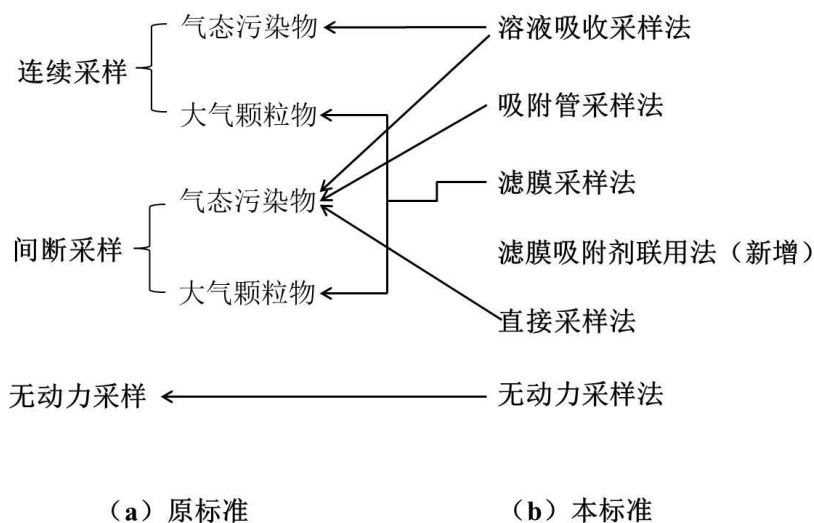 气态污染物 溶液吸收采样法
连续采样
大气颗粒物 吸附管采样法
气态污染物 滤膜采样法
间断采样 滤膜吸附剂联用法（新增）
大气颗粒物
直接采样法
无动力采样 无动力采样法
（a）原标准 （b）本标准